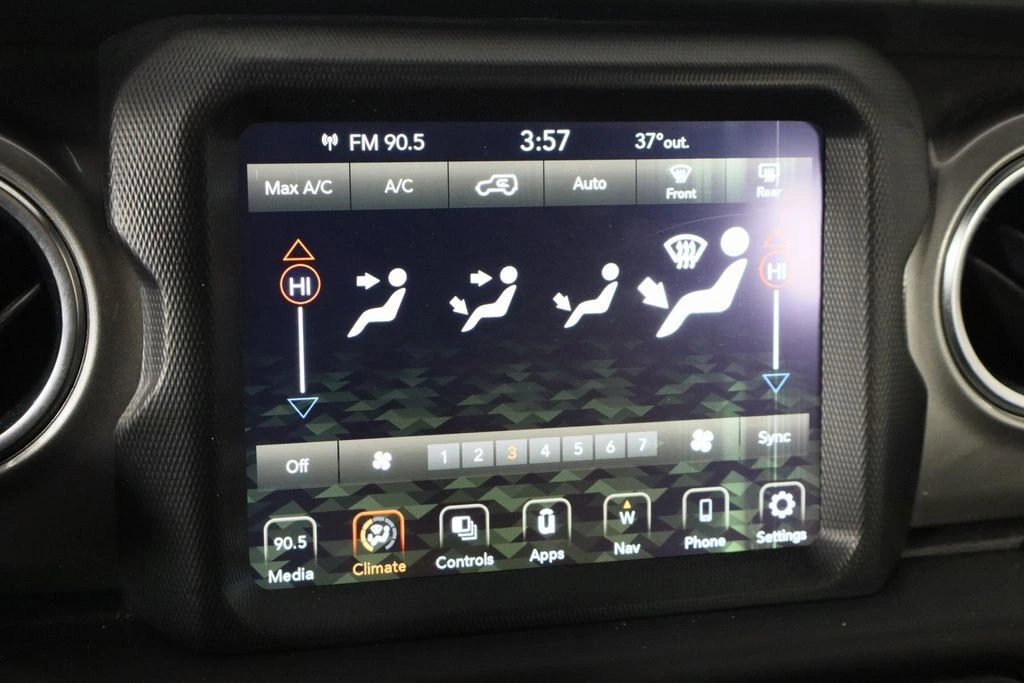 FM 90.5 3:57 37° out.
Max A/C A/C Auto Front Rear
HI HI
Off 1 2 3 4 5 6 7 Sync
90.5 W
Media Climate Controls Apps Nav Phone Settings